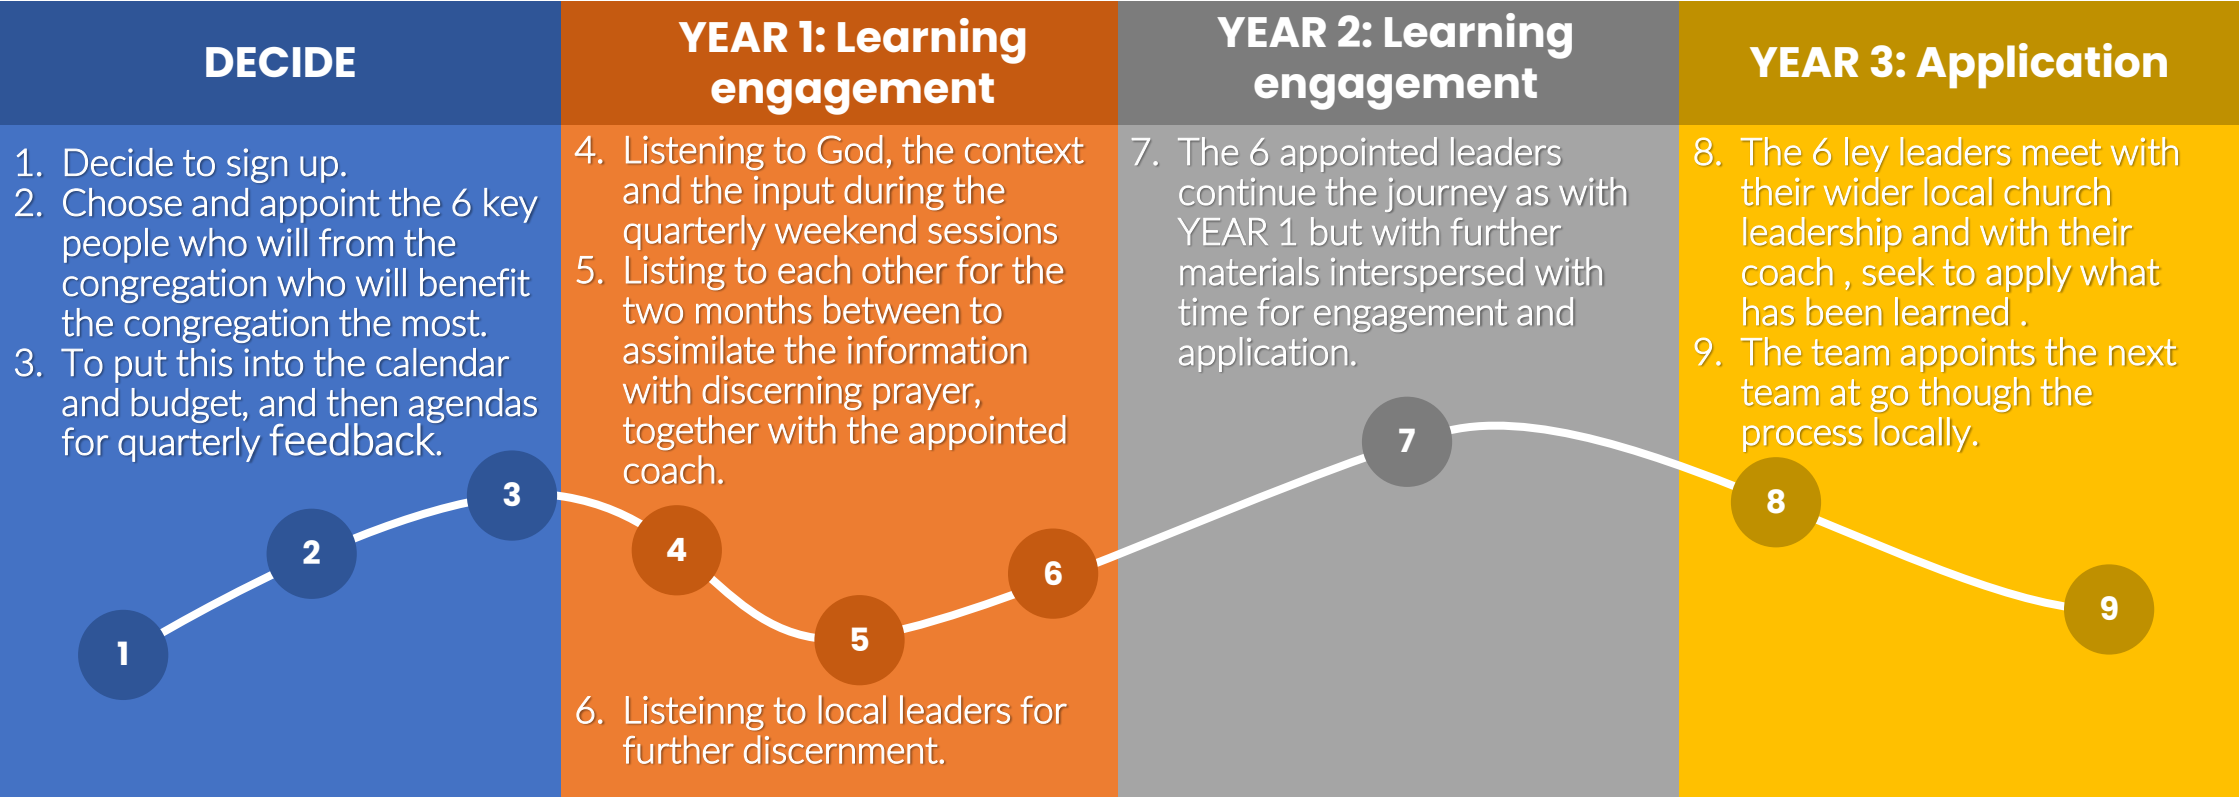 DECIDE
1. Decide to sign up.
2. Choose and appoint the 6 key
people who will from the
congregation who will benefit
the congregation the most.
3. To put this into the calendar
and budget, and then agendas
for quarterly feedback.
1
2
3
YEAR 1: Learning
engagement
4. Listening to God, the context
and the input during the
quarterly weekend sessions
5. Listing to each other for the
two months between to
assimilate the information
with discerning prayer,
together with the appointed
coach.
4
5
6
6. Listeinng to local leaders for
further discernment.
YEAR 2: Learning
engagement
7. The 6 appointed leaders
continue the journey as with
YEAR 1 but with further
materials interspersed with
time for engagement and
application.
7
YEAR 3: Application
8. The 6 ley leaders meet with
their wider local church
leadership and with their
coach , seek to apply what
has been learned .
9. The team appoints the next
team at go though the
process locally.
8
9